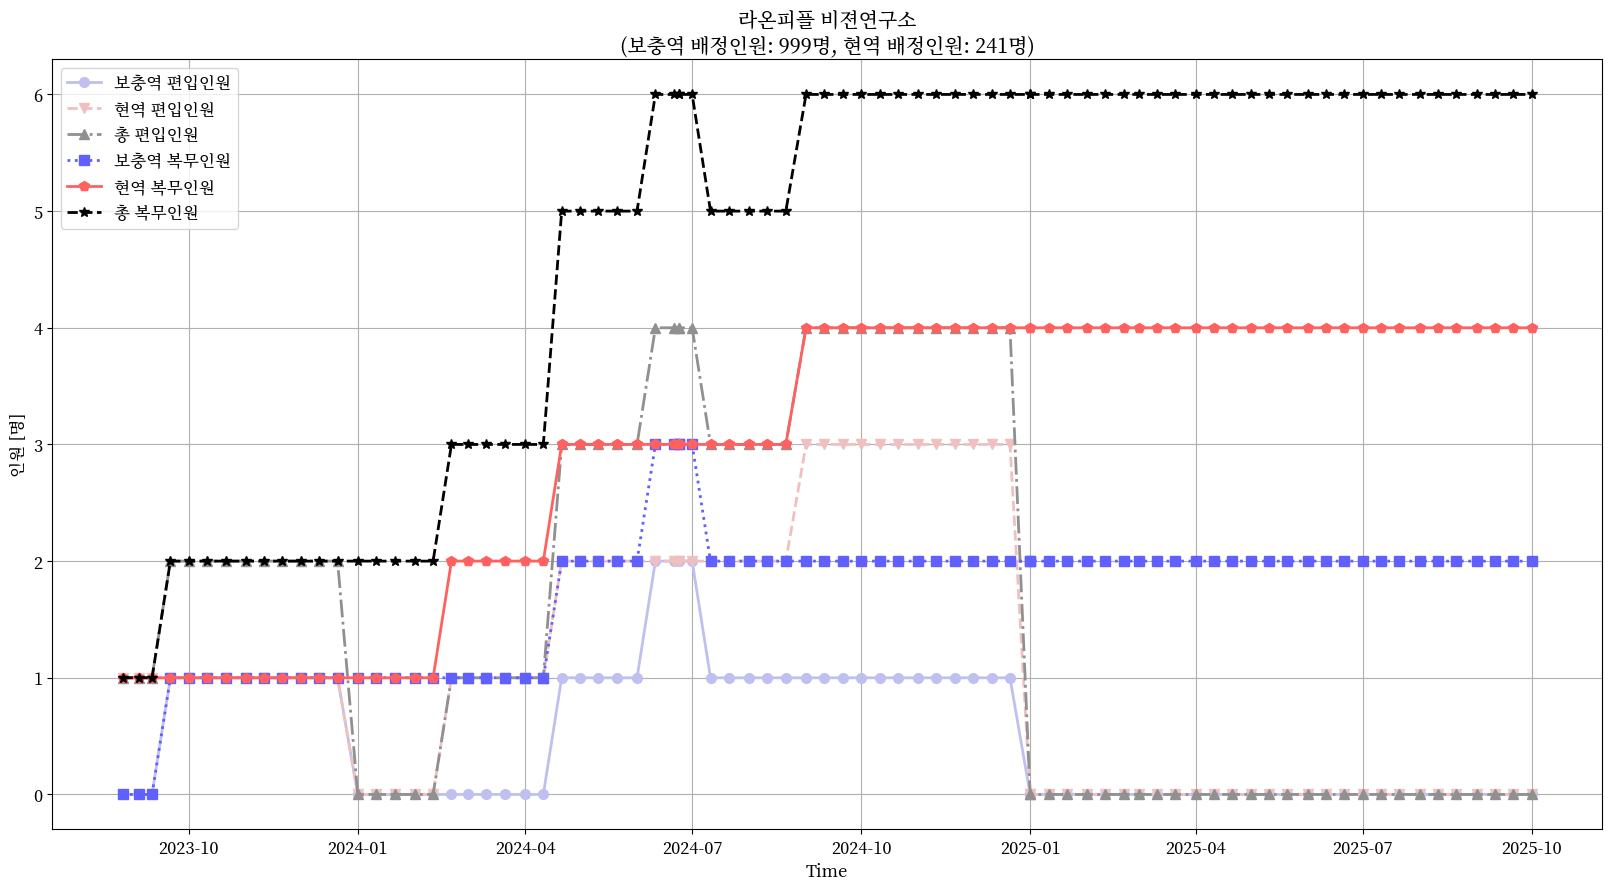 라온피플 비젼연구소
(보충역 배정인원: 999명, 현역 배정인원: 241명)
보충역 편입인원
현역 편입인원
총 편입인원
보충역 복무인원
현역 복무인원
총 복무인원
인원 [명]
6
5
4
3
2
1
0
2023-10
2024-01
2024-04
2024-07
2024-10
2025-01
2025-04
2025-07
2025-10
Time